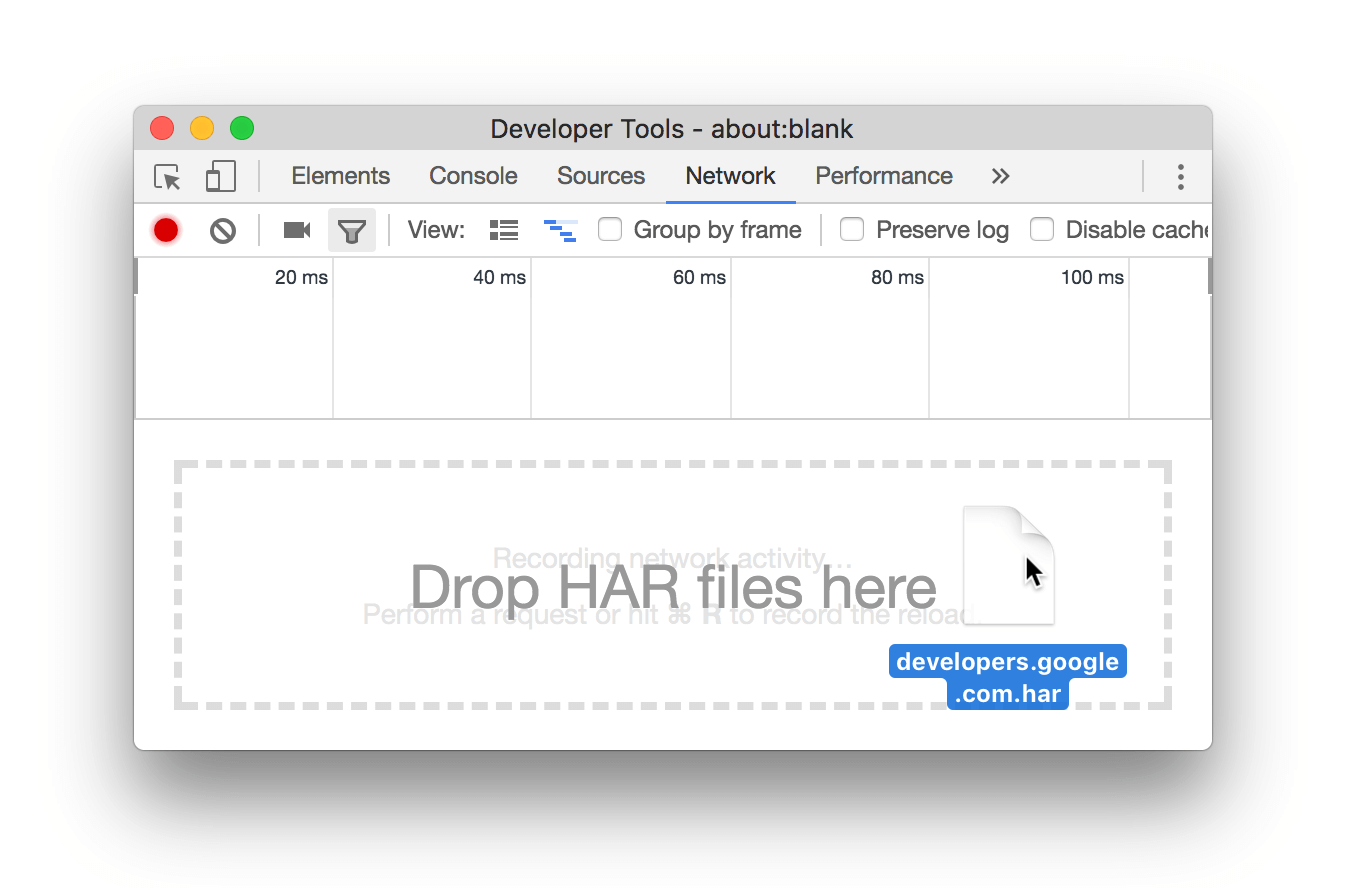 Developer Tools - about:blank
Elements Console Sources Network Performance »
View: Group by frame Preserve log Disable cache
20 ms 40 ms 60 ms 80 ms 100 ms
Recording network activity…
Drop HAR files here
Perform a request or hit ⌘ R to record the reload.
developers.google
.com.har